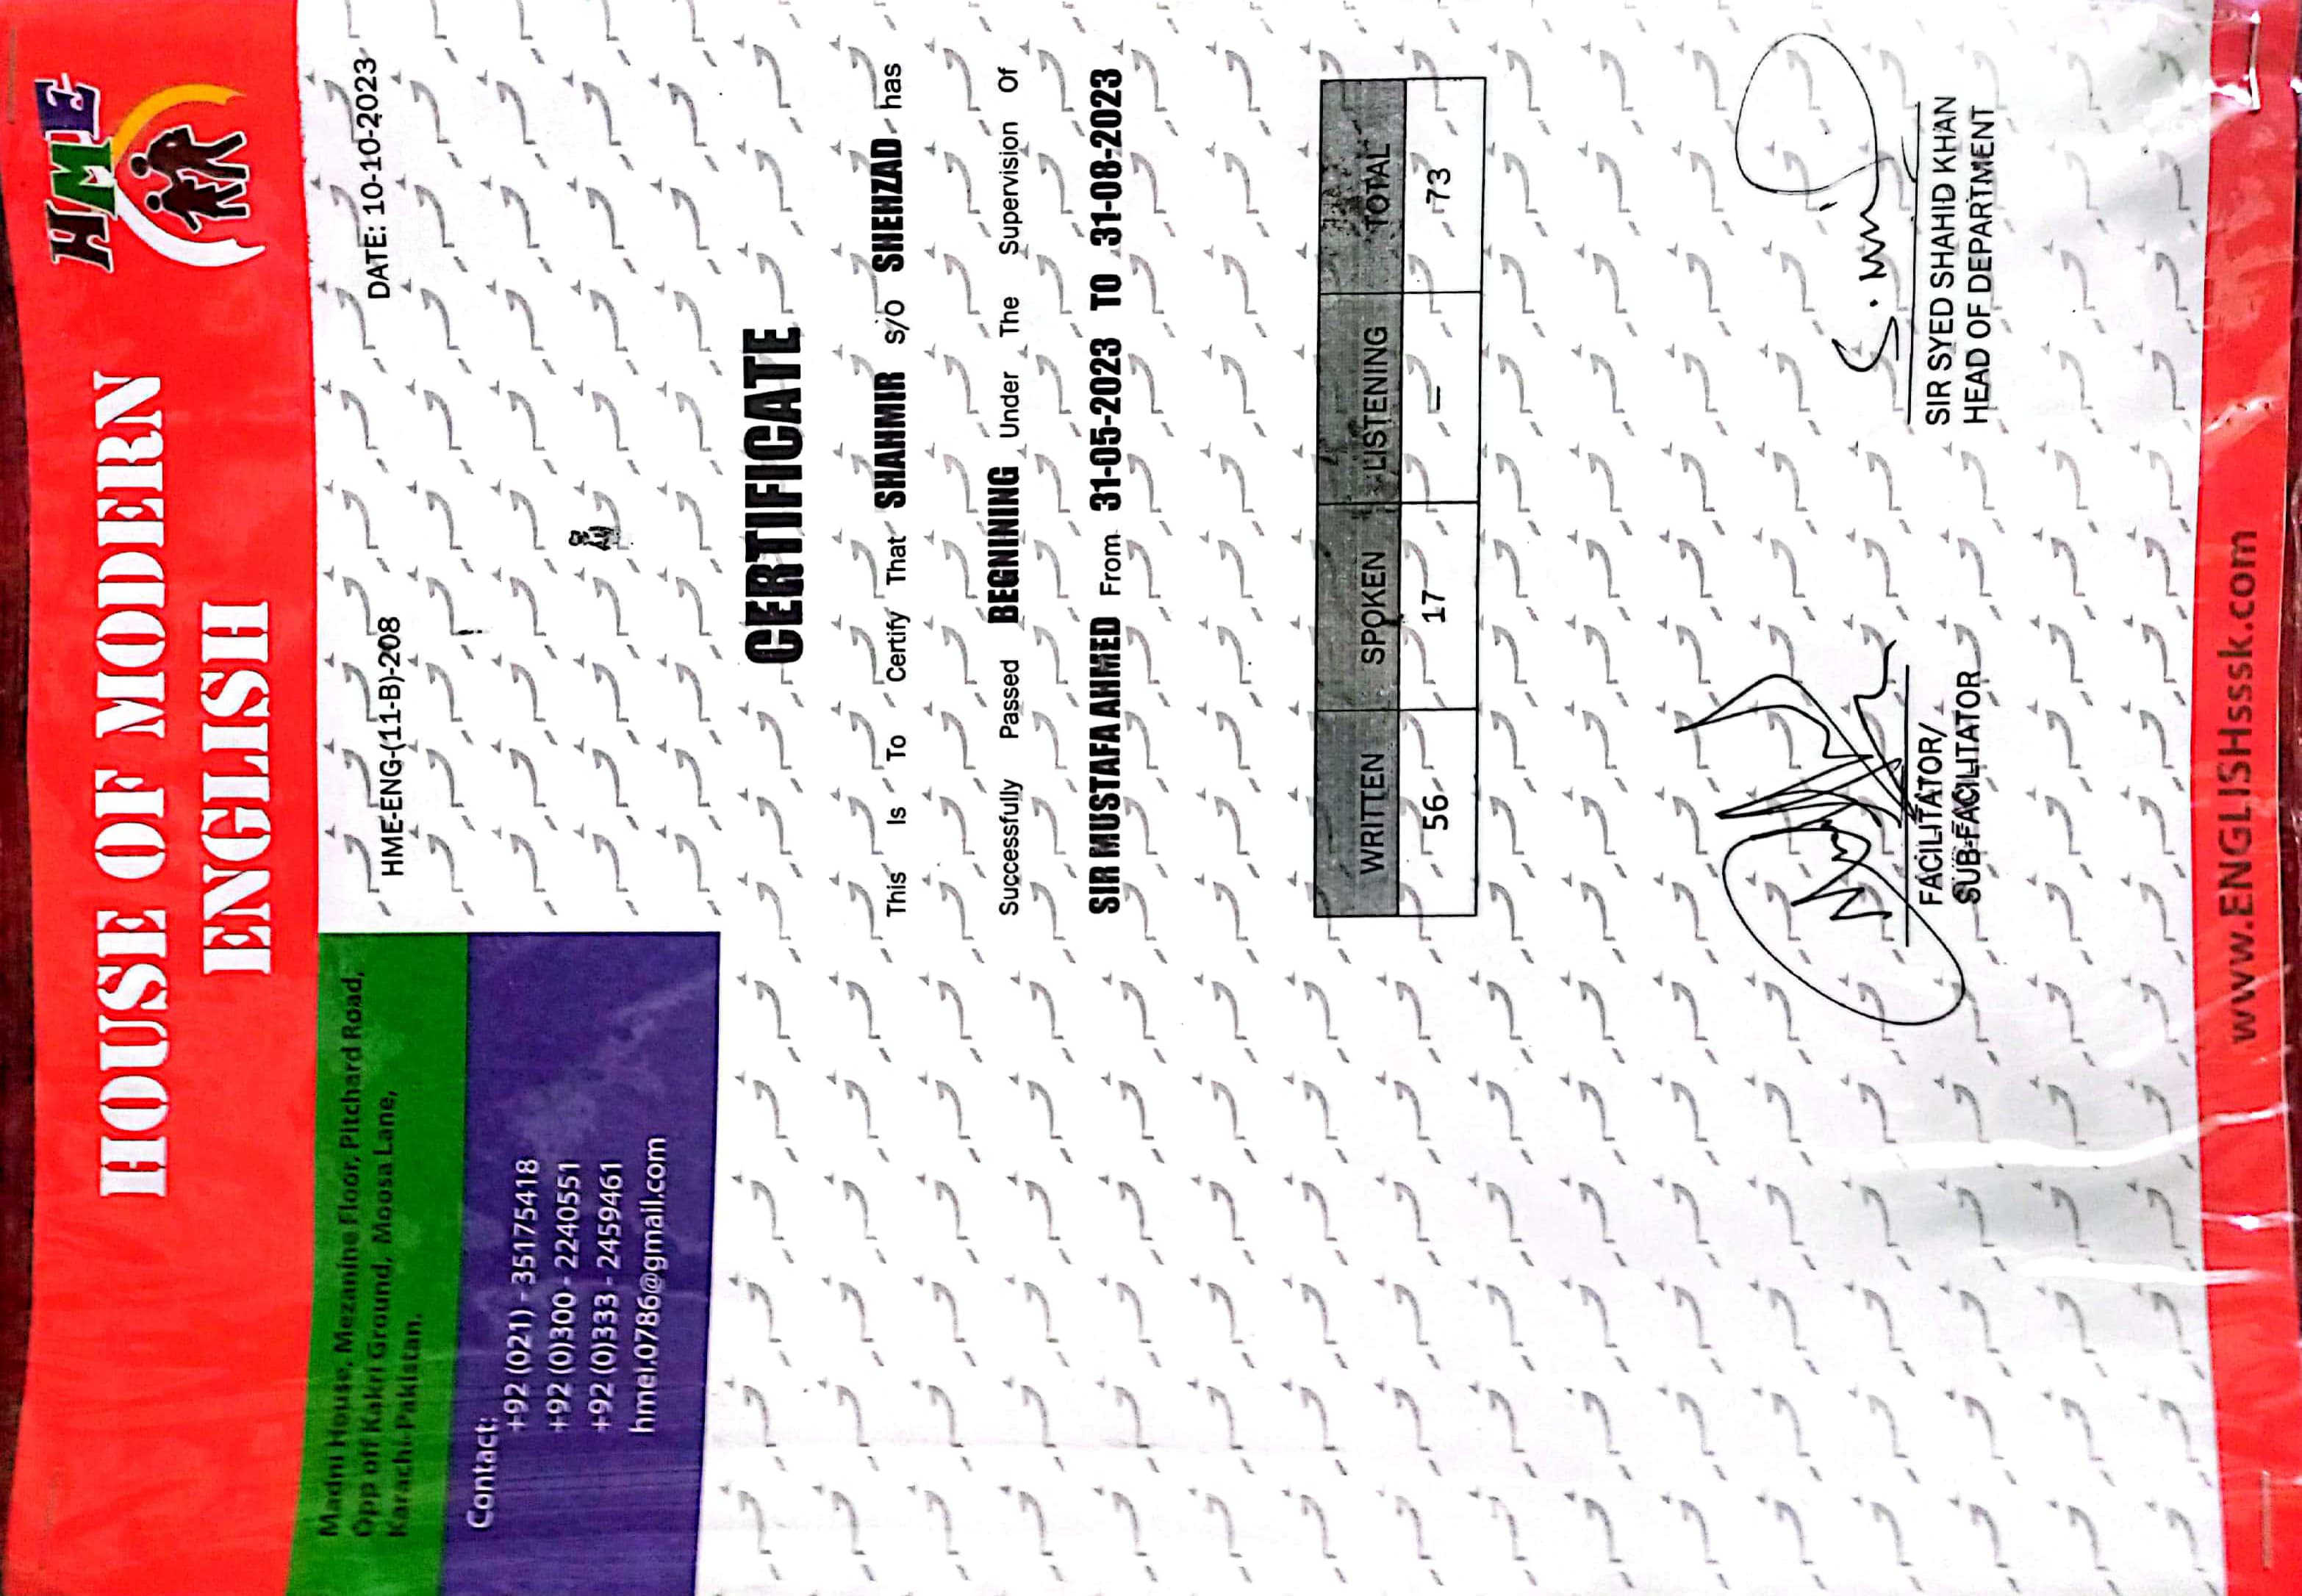 HOUSE OF MODERN
ENGLISH
HME
Madni House, Mezanine Floor, Pitchard Road,
Opp off Kakri Ground, Moosa Lane,
Karachi-Pakistan.
Contact:
+92 (021) - 35175418
+92 (0)300 - 2240551
+92 (0)333 - 2459461
hmei.0786@gmail.com
HME-ENG-(11-B)-208
DATE: 10-10-2023
CERTIFICATE
This Is To Certify That SHAHMIR s/o SHEHZAD has
Successfully Passed BEGNINING Under The Supervision Of
SIR MUSTAFA AHMED From 31-05-2023 TO 31-08-2023
WRITTEN SPOKEN LISTENING TOTAL
56 17 — 73
FACILITATOR/
SUB-FACILITATOR
SIR SYED SHAHID KHAN
HEAD OF DEPARTMENT
www.ENGLISHsssk.com